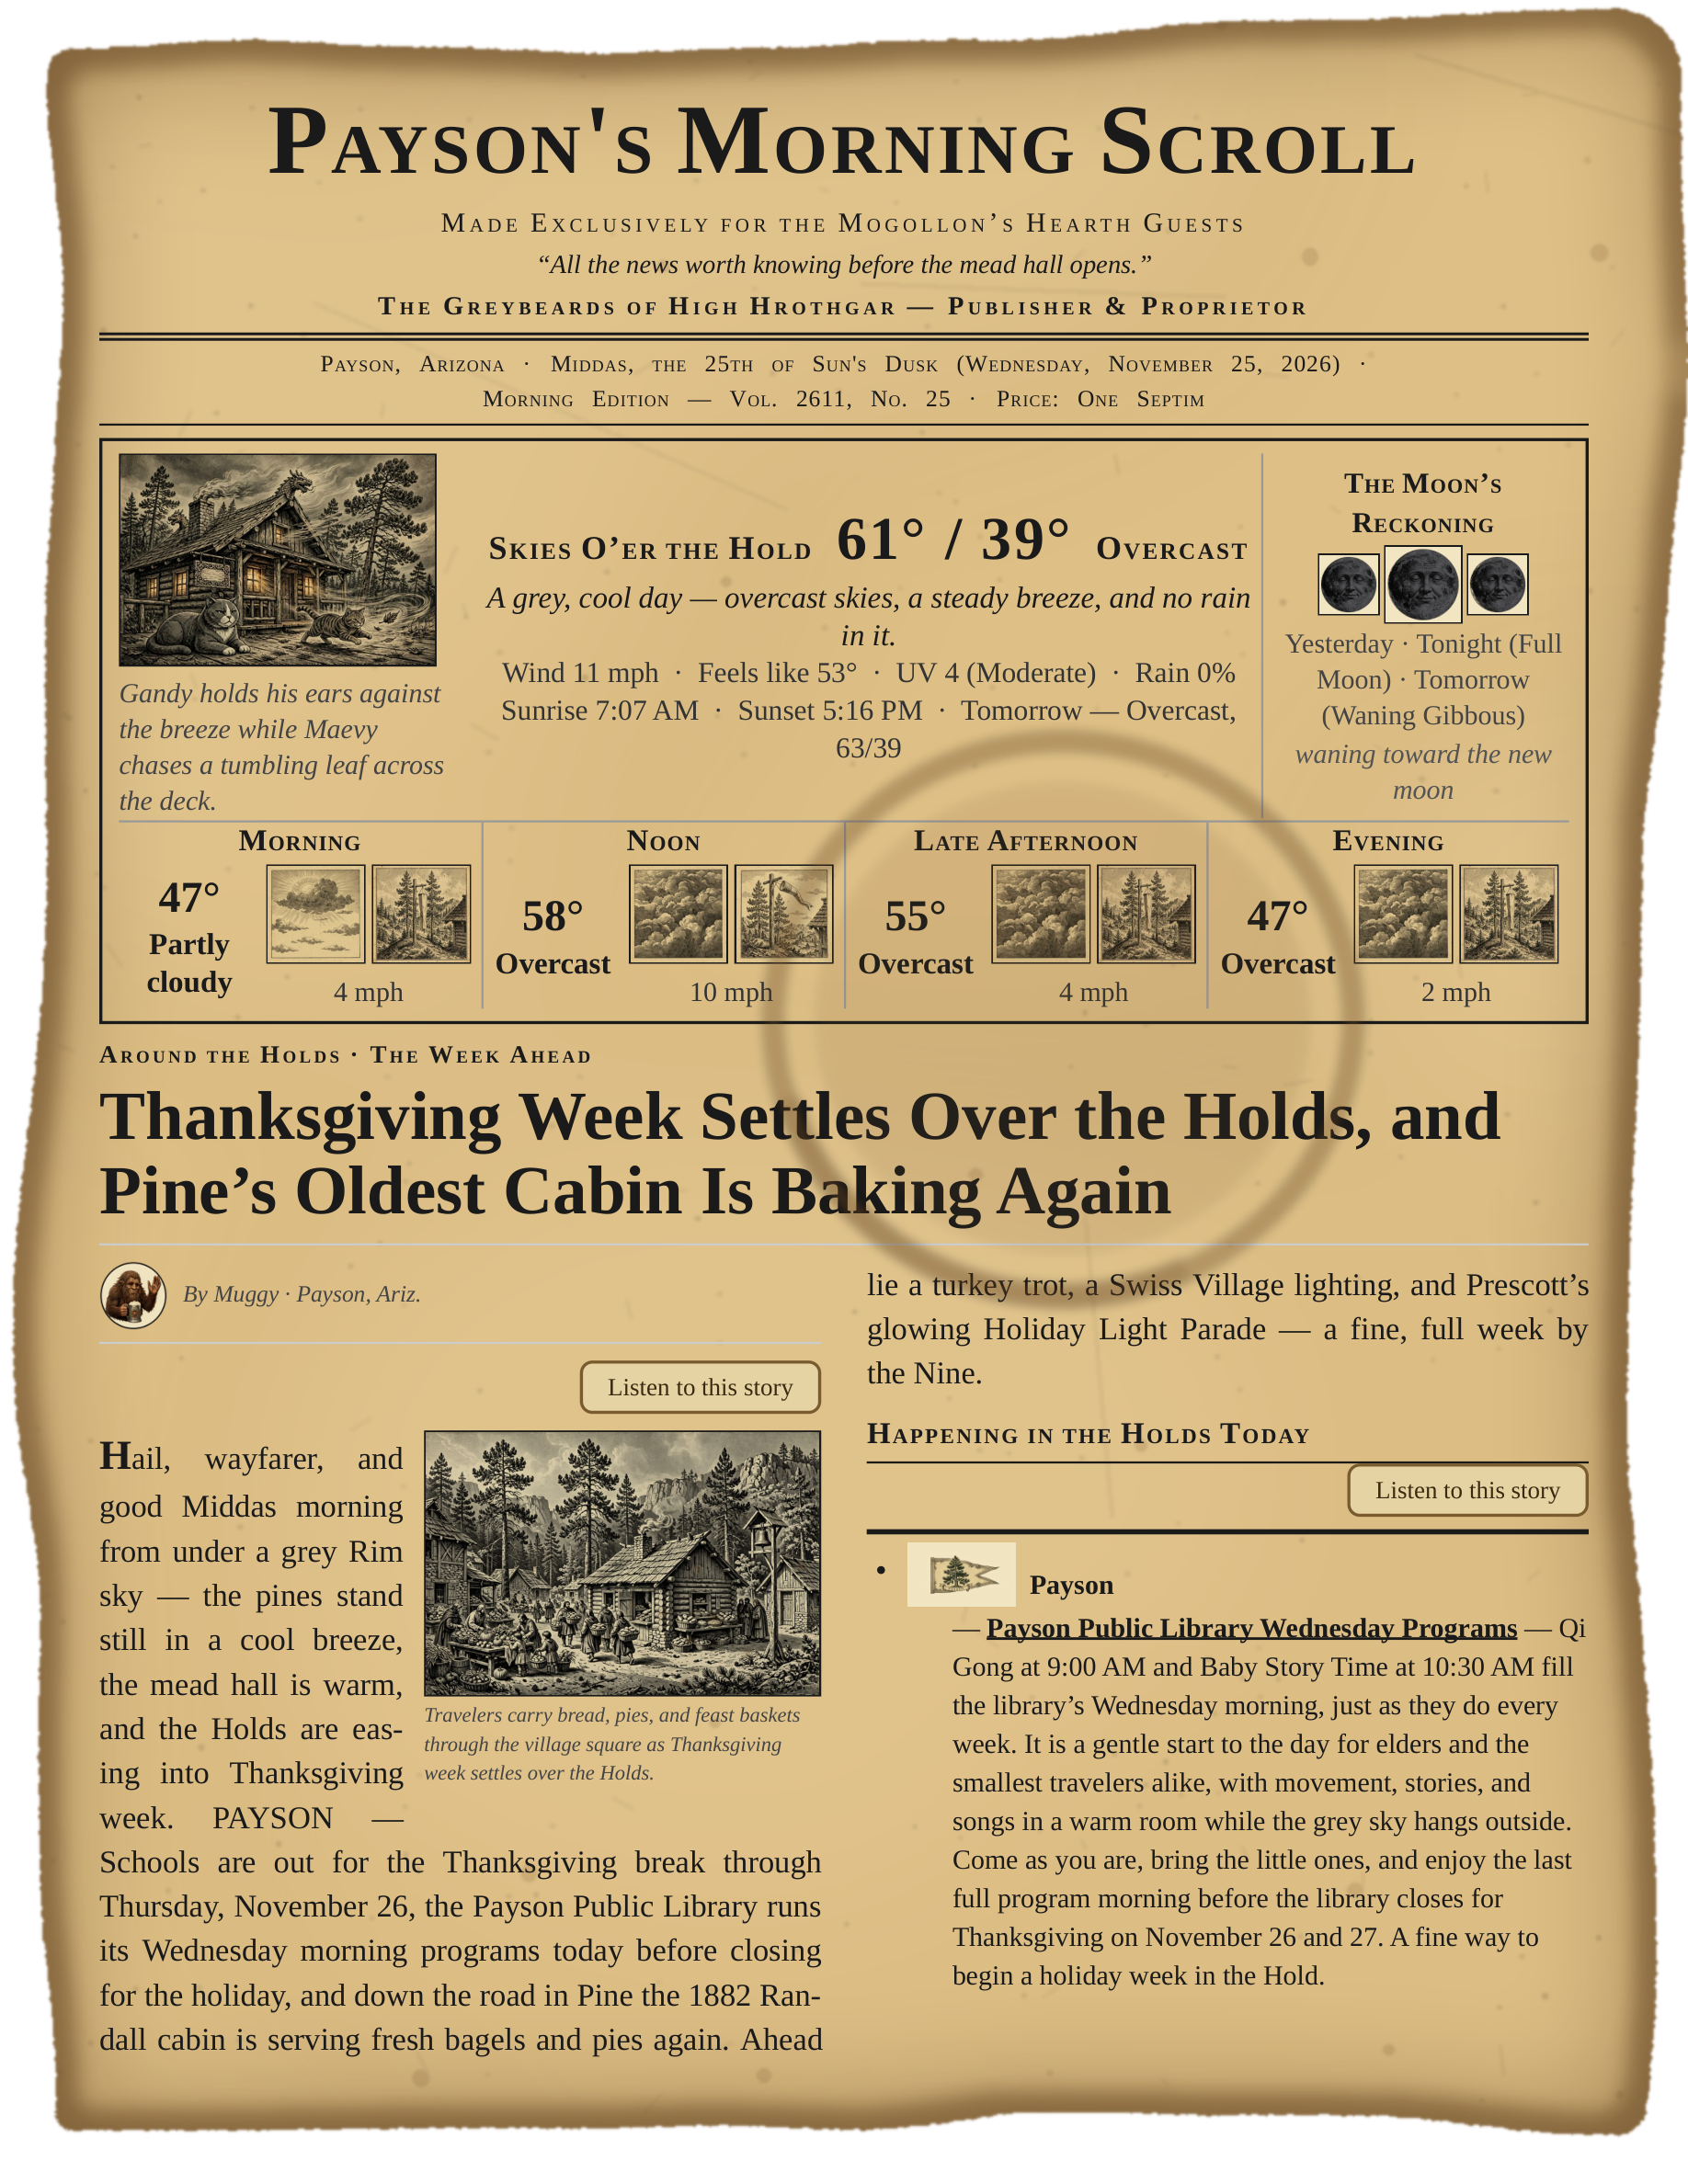 Payson's Morning Scroll
Made Exclusively for the Mogollon’s Hearth Guests
“All the news worth knowing before the mead hall opens.”
The Greybeards of High Hrothgar — Publisher & Proprietor
Payson, Arizona · Middas, the 25th of Sun's Dusk (Wednesday, November 25, 2026) ·
Morning Edition — Vol. 2611, No. 25 · Price: One Septim
Gandy holds his ears against
the breeze while Maevy
chases a tumbling leaf across
the deck.
Skies O’er the Hold 61° / 39° Overcast
A grey, cool day — overcast skies, a steady breeze, and no rain
in it.
Wind 11 mph · Feels like 53° · UV 4 (Moderate) · Rain 0%
Sunrise 7:07 AM · Sunset 5:16 PM · Tomorrow — Overcast,
63/39
The Moon’s
Reckoning
Yesterday · Tonight (Full
Moon) · Tomorrow
(Waning Gibbous)
waning toward the new
moon
Morning
47°
Partly
cloudy
4 mph
Noon
58°
Overcast
10 mph
Late Afternoon
55°
Overcast
4 mph
Evening
47°
Overcast
2 mph
Around the Holds · The Week Ahead
Thanksgiving Week Settles Over the Holds, and
Pine’s Oldest Cabin Is Baking Again
By Muggy · Payson, Ariz.
Listen to this story
Hail, wayfarer, and
good Middas morning
from under a grey Rim
sky — the pines stand
still in a cool breeze,
the mead hall is warm,
and the Holds are eas-
ing into Thanksgiving
week. PAYSON —
Travelers carry bread, pies, and feast baskets
through the village square as Thanksgiving
week settles over the Holds.
Schools are out for the Thanksgiving break through
Thursday, November 26, the Payson Public Library runs
its Wednesday morning programs today before closing
for the holiday, and down the road in Pine the 1882 Ran-
dall cabin is serving fresh bagels and pies again. Ahead
lie a turkey trot, a Swiss Village lighting, and Prescott’s
glowing Holiday Light Parade — a fine, full week by
the Nine.
Happening in the Holds Today
Listen to this story
• Payson
— Payson Public Library Wednesday Programs — Qi
Gong at 9:00 AM and Baby Story Time at 10:30 AM fill
the library’s Wednesday morning, just as they do every
week. It is a gentle start to the day for elders and the
smallest travelers alike, with movement, stories, and
songs in a warm room while the grey sky hangs outside.
Come as you are, bring the little ones, and enjoy the last
full program morning before the library closes for
Thanksgiving on November 26 and 27. A fine way to
begin a holiday week in the Hold.